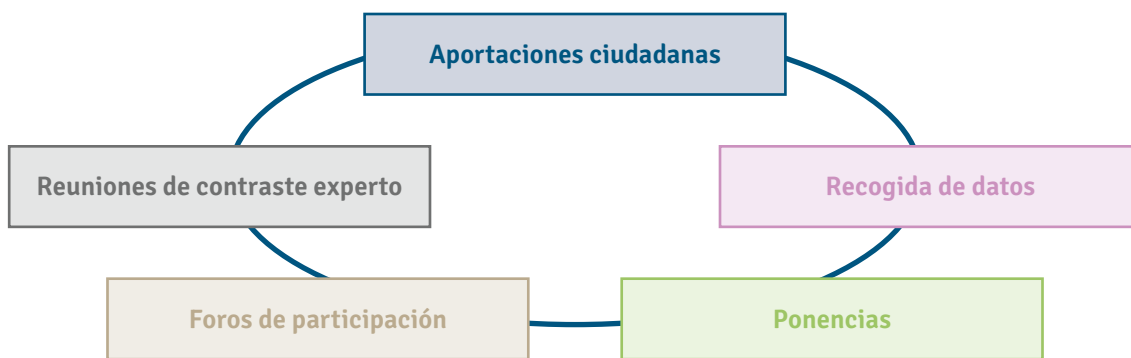 Aportaciones ciudadanas
Reuniones de contraste experto
Recogida de datos
Foros de participación
Ponencias